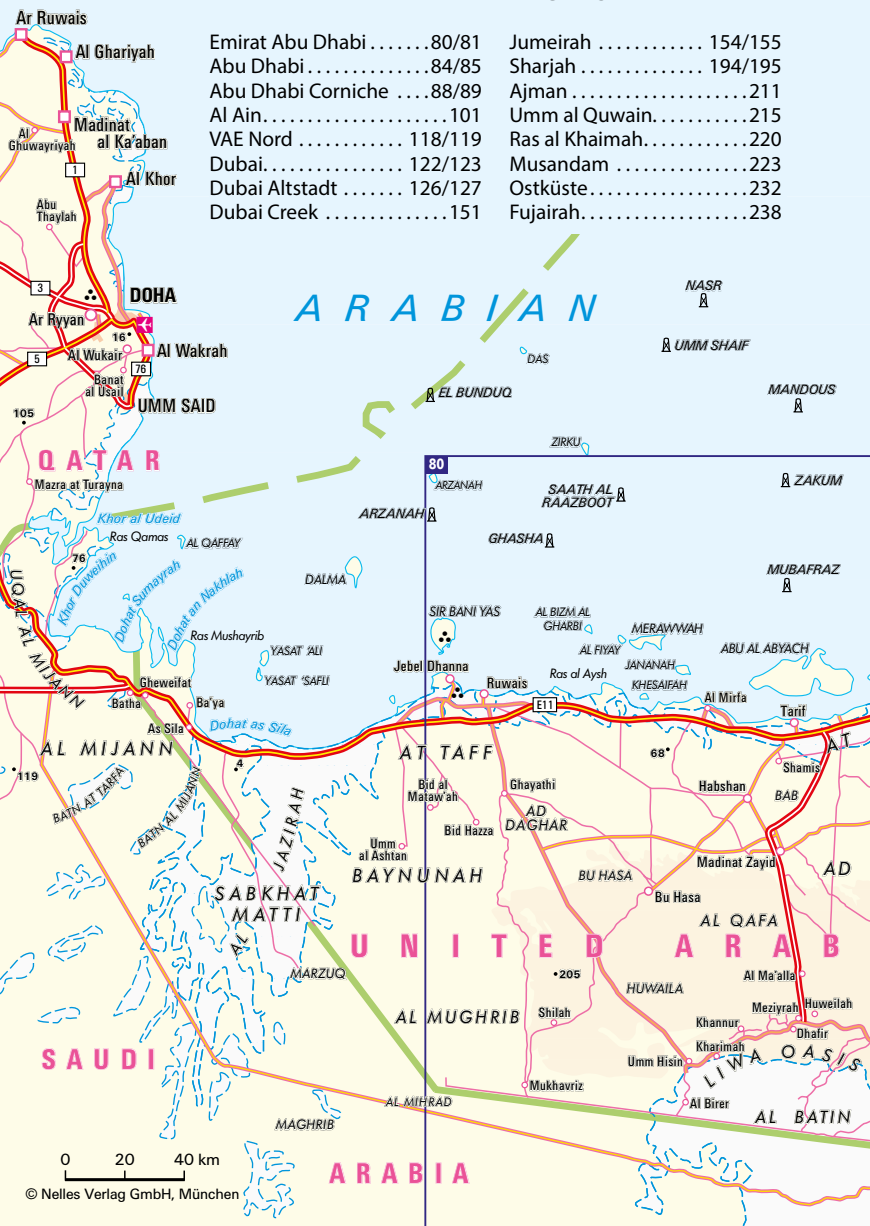 Emirat Abu Dhabi . . . . . . . 80/81
Abu Dhabi . . . . . . . . . . . . . . 84/85
Abu Dhabi Corniche . . . . 88/89
Al Ain. . . . . . . . . . . . . . . . . . . . . 101
VAE Nord . . . . . . . . . . . . 118/119
Dubai. . . . . . . . . . . . . . . . 122/123
Dubai Altstadt . . . . . . . 126/127
Dubai Creek . . . . . . . . . . . . . . 151
Jumeirah . . . . . . . . . . . 154/155
Sharjah . . . . . . . . . . . . . 194/195
Ajman . . . . . . . . . . . . . . . . . . . . 211
Umm al Quwain. . . . . . . . . . . 215
Ras al Khaimah. . . . . . . . . . . . 220
Musandam . . . . . . . . . . . . . . . 223
Ostküste. . . . . . . . . . . . . . . . . . 232
Fujairah. . . . . . . . . . . . . . . . . . . 238
Ar Ruwais
Al Ghariyah
Madinat
al Ka'aban
Al
Ghuwayriyah
1
Al Khor
Abu
Thaylah
3
DOHA
Ar Ryyan
16
Al Wukair
Al Wakrah
5
76
Banat
al Usail
UMM SAID
105
QATAR
Mazra at Turayna
ARABIAN
NASR
UMM SHAIF
DAS
EL BUNDUQ
MANDOUS
ZIRKU
80
ARZANAH
ARZANAH
SAATH AL
RAAZBOOT
ZAKUM
GHASHA
MUBAFRAZ
Khor al Udeid
Ras Qamas
AL QAFFAY
76
Khor Duweihin
Dohat Sumayrah
Dohat an Nakhlah
DALMA
UQAL AL MIJANN
Ras Mushayrib
YASAT 'ALI
YASAT 'SAFLI
SIR BANI YAS
AL BIZM AL
GHARBI
MERAWWAH
AL FIYAY
JANANAH
KHESAIFAH
ABU AL ABYACH
Jebel Dhanna
Ruwais
Ras al Aysh
E11
Al Mirfa
Tarif
Gheweifat
Batha
Ba'ya
As Sila
Dohat as Sila
AL MIJANN
119
BATN AT TARFA
BATN AL MIJANN
4
AT TAFF
68
AT
Shamis
Bid al
Mataw'ah
Ghayathi
Habshan
BAB
AL JAZIRAH
Umm
al Ashtan
Bid Hazza
AD
DAGHAR
Madinat Zayid
AD
BAYNUNAH
BU HASA
Bu Hasa
SABKHAT
MATTI
AL QAFA
UNITED ARAB
MARZUQ
205
Al Ma'alla
HUWAILA
AL MUGHRIB
Shilah
Meziyrah
Huweilah
Khannur
Dhafir
Kharimah
Umm Hisin
LIWA OASIS
SAUDI
Mukhavriz
AL MIHRAD
Al Birer
AL BATIN
MAGHRIB
ARABIA
0 20 40 km
© Nelles Verlag GmbH, München